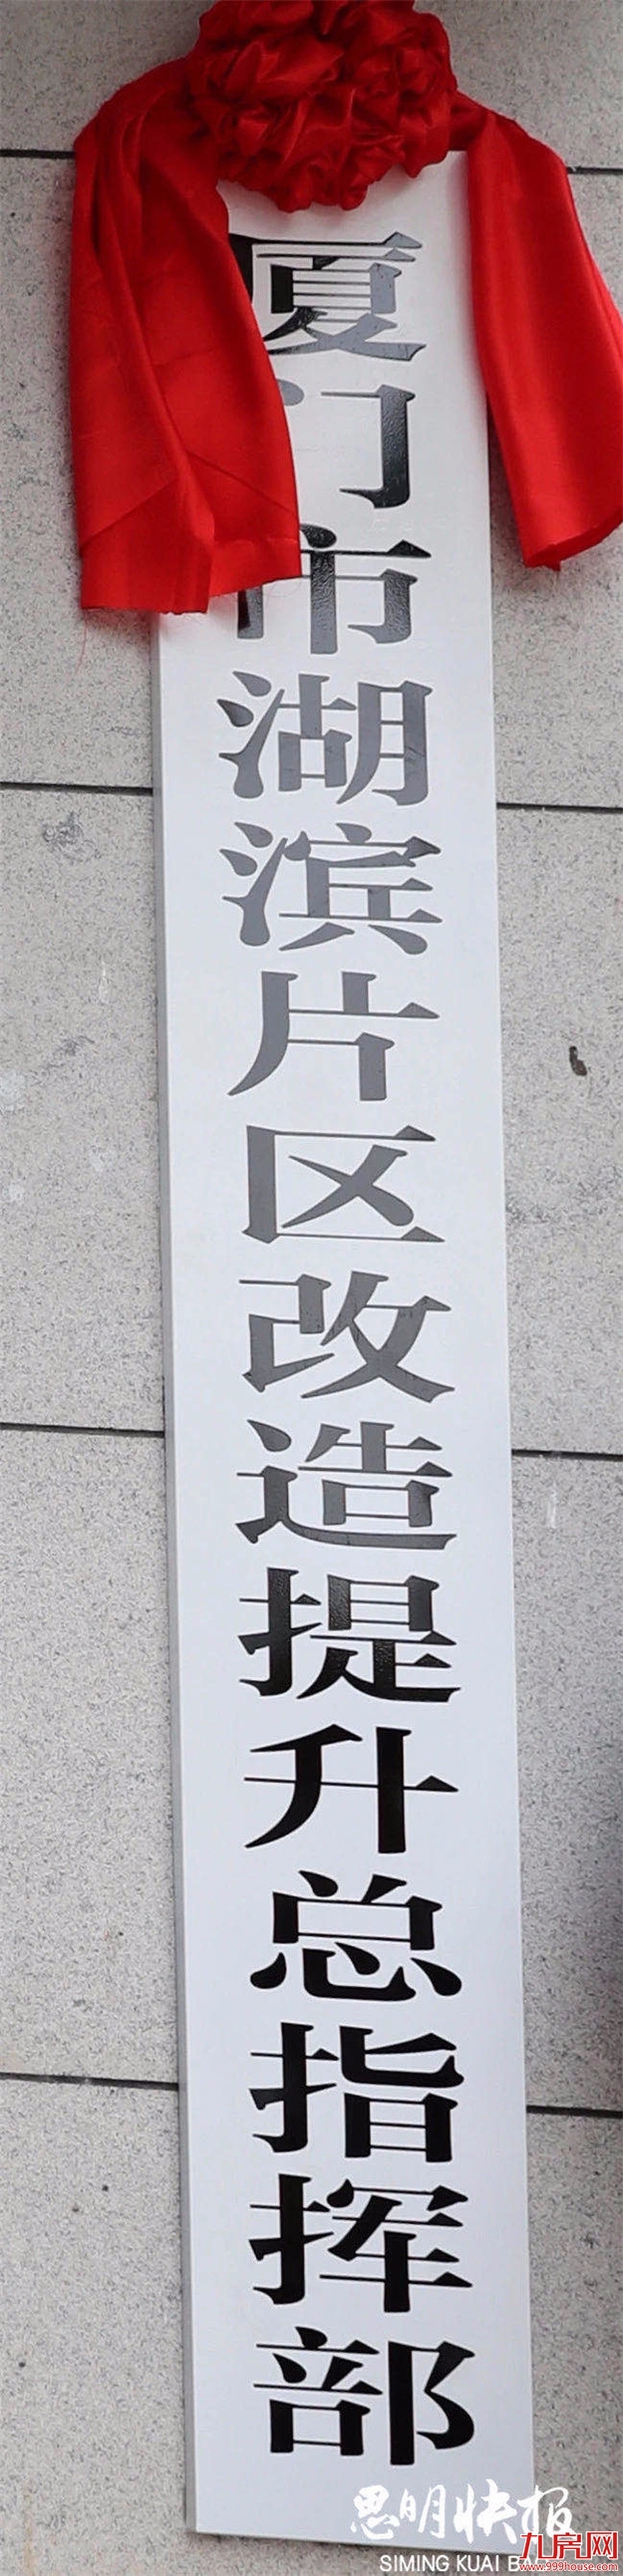 厦门市湖滨片区改造提升总指挥部
思明快报
SIMING KUAI BA
九房网
www.999house.com